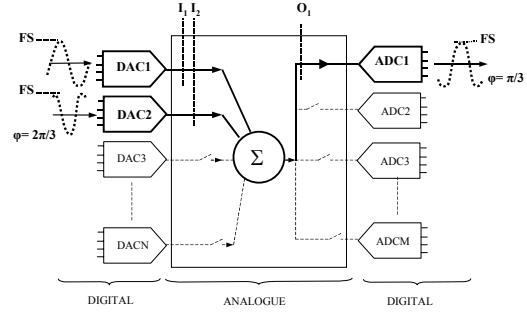 I1 I2 O1
FS FS
DAC1 ADC1
φ= π/3
FS
DAC2 ADC2
φ= 2π/3
DAC3 Σ ADC3
DACN ADCM
DIGITAL ANALOGUE DIGITAL